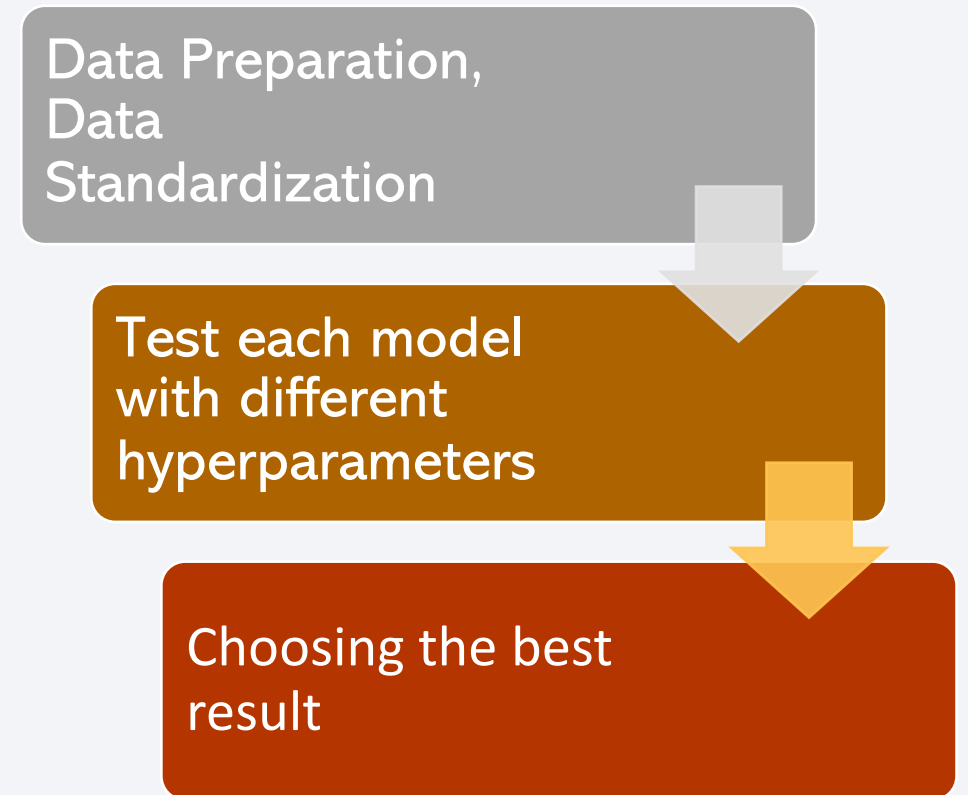 Data Preparation,
Data
Standardization
Test each model
with different
hyperparameters
Choosing the best
result